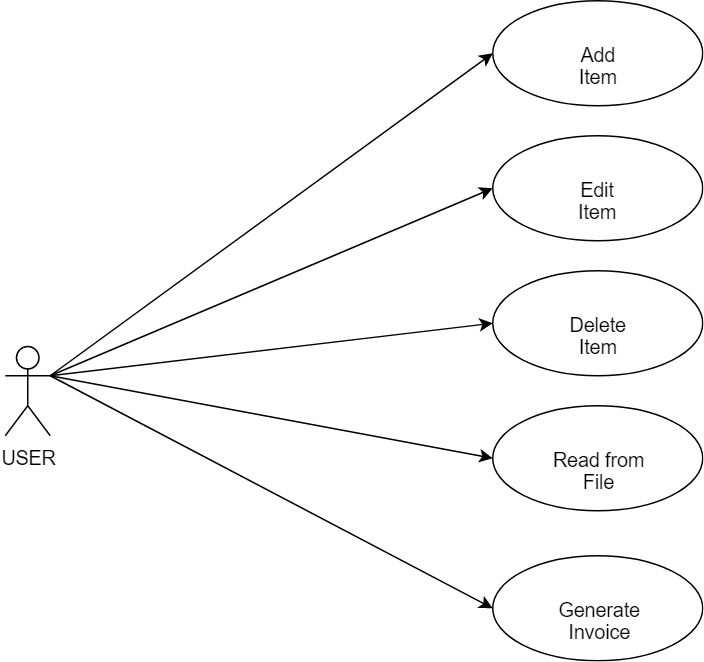 Add
Item
Edit
Item
Delete
Item
USER
Read from
File
Generate
Invoice